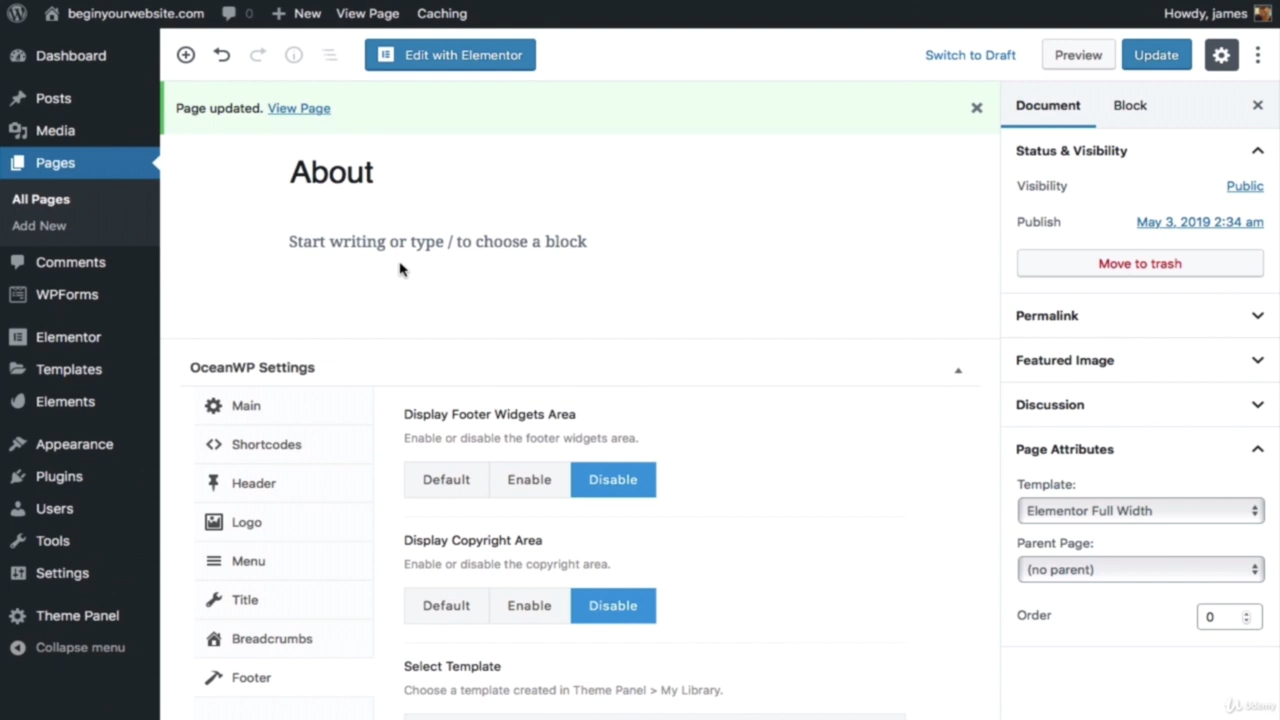 beginyourwebsite.com 0 New View Page Caching Howdy, james
Dashboard
Posts
Media
Pages
All Pages
Add New
Comments
WPForms
Elementor
Templates
Elements
Appearance
Plugins
Users
Tools
Settings
Theme Panel
Collapse menu
Edit with Elementor Switch to Draft Preview Update
Page updated. View Page
About
Start writing or type / to choose a block
OceanWP Settings
Main
Shortcodes
Header
Logo
Menu
Title
Breadcrumbs
Footer
Display Footer Widgets Area
Enable or disable the footer widgets area.
Default Enable Disable
Display Copyright Area
Enable or disable the copyright area.
Default Enable Disable
Select Template
Choose a template created in Theme Panel > My Library.
Document Block
Status & Visibility
Visibility Public
Publish May 3, 2019 2:34 am
Move to trash
Permalink
Featured Image
Discussion
Page Attributes
Template:
Elementor Full Width
Parent Page:
(no parent)
Order 0
Udemy